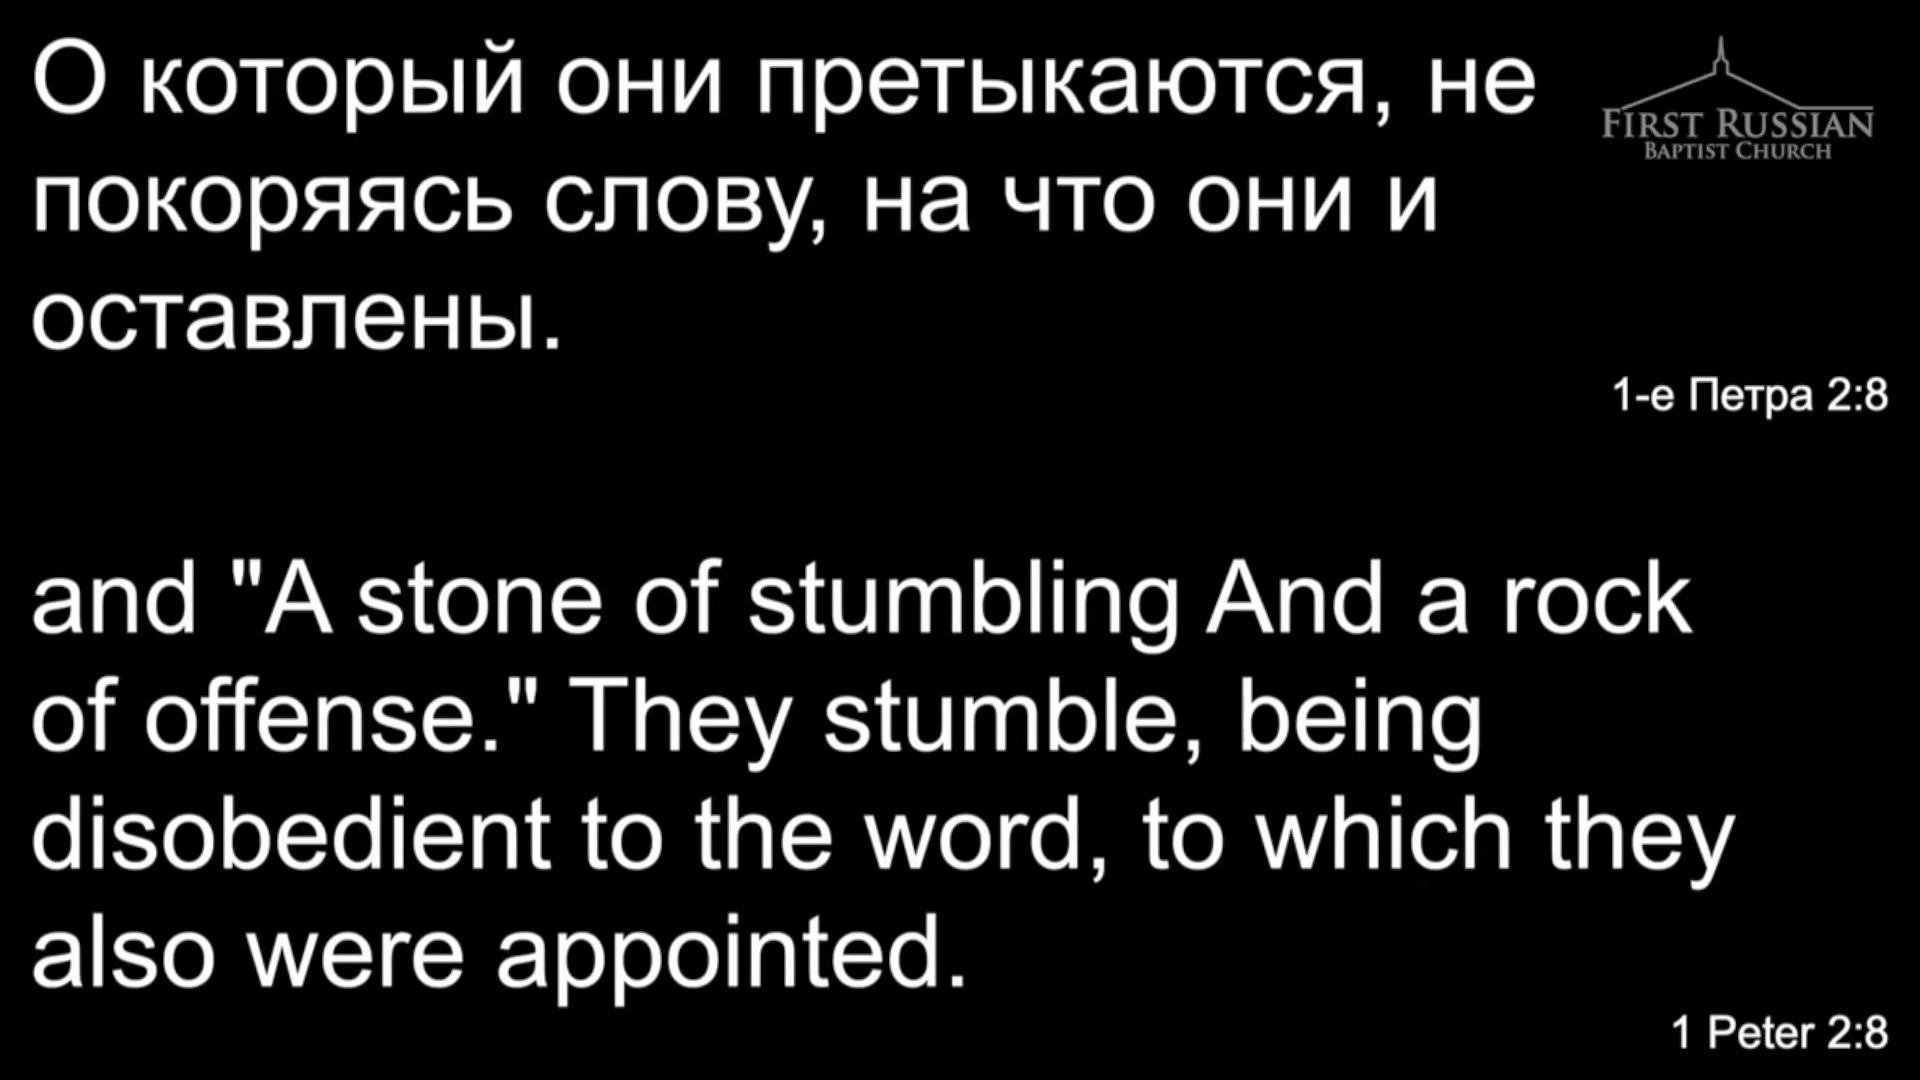 О который они претыкаются, не
покоряясь слову, на что они и
оставлены.
FIRST RUSSIAN
BAPTIST CHURCH
1-е Петра 2:8
and "A stone of stumbling And a rock
of offense." They stumble, being
disobedient to the word, to which they
also were appointed.
1 Peter 2:8